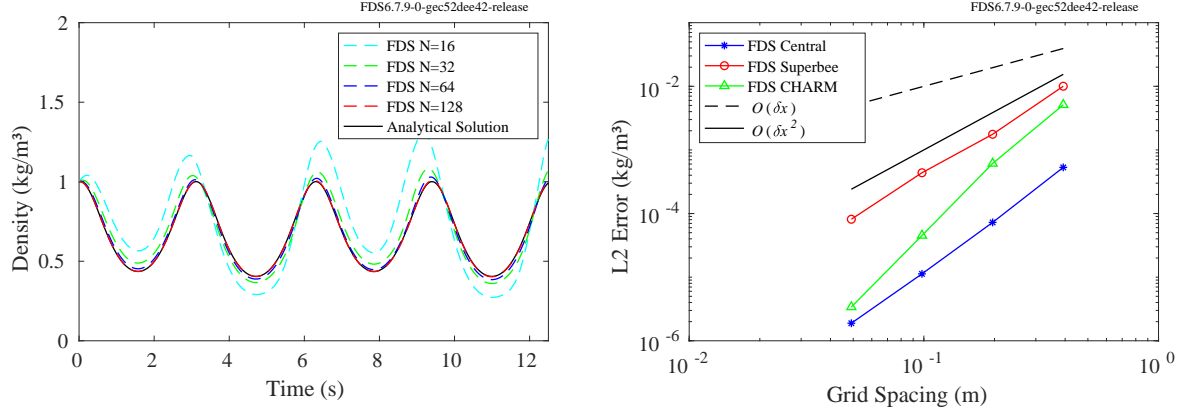 FDS6.7.9-0-gec52dee42-release
2
1.5
1
0.5
0
Density (kg/m³)
FDS N=16
FDS N=32
FDS N=64
FDS N=128
Analytical Solution
0 2 4 6 8 10 12
Time (s)
FDS6.7.9-0-gec52dee42-release
10⁻²
10⁻⁴
10⁻⁶
L2 Error (kg/m³)
FDS Central
FDS Superbee
FDS CHARM
O(δx)
O(δx²)
10⁻² 10⁻¹ 10⁰
Grid Spacing (m)